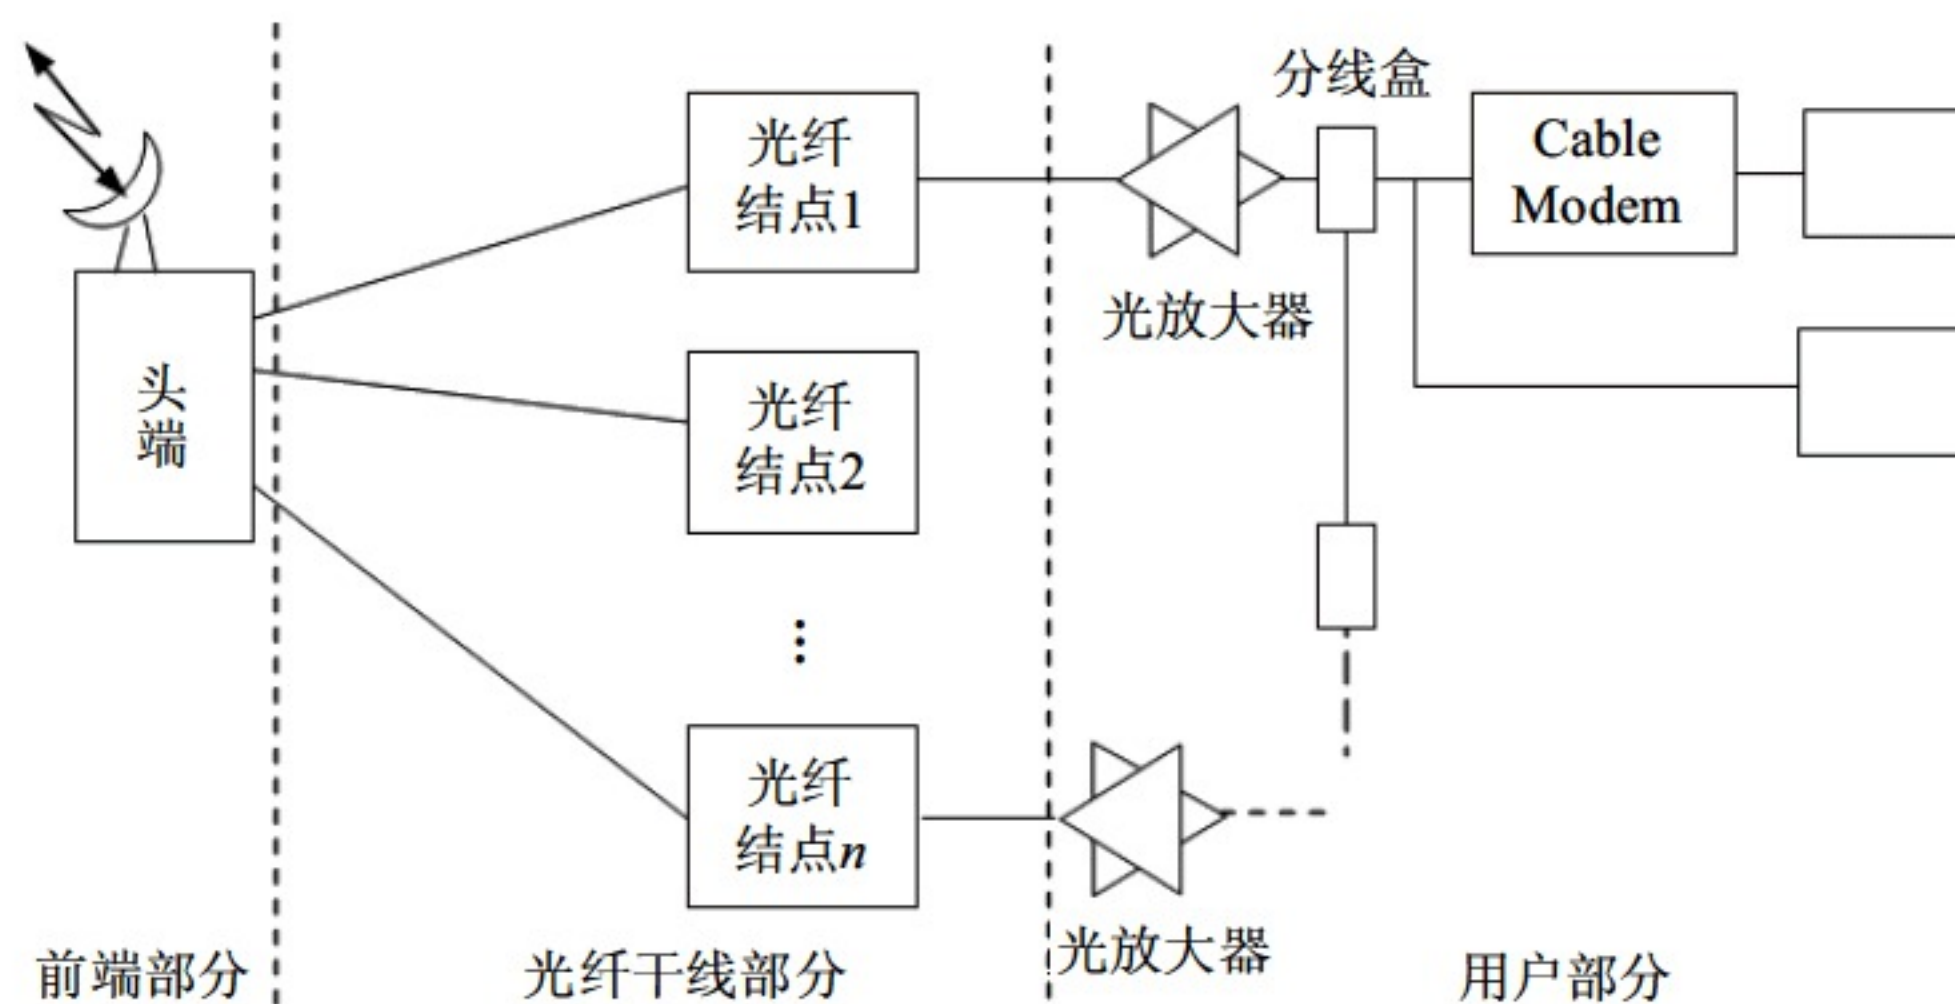 分线盒
光纤
结点1
Cable
Modem
光放大器
头
端
光纤
结点2
光纤
结点n
光放大器
前端部分
光纤干线部分
用户部分